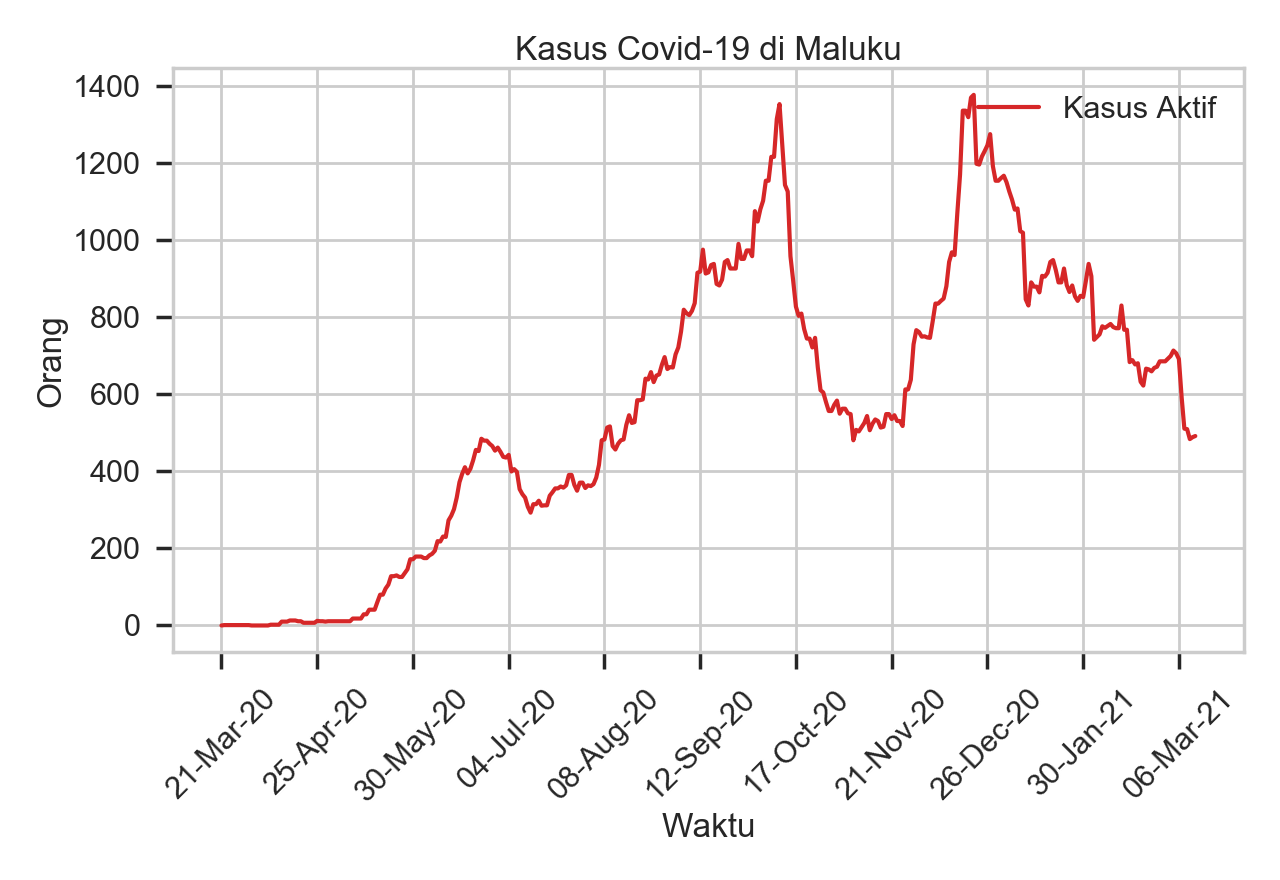 Kasus Covid-19 di Maluku
Kasus Aktif
Orang
1400
1200
1000
800
600
400
200
0
21-Mar-20
25-Apr-20
30-May-20
04-Jul-20
08-Aug-20
12-Sep-20
17-Oct-20
21-Nov-20
26-Dec-20
30-Jan-21
06-Mar-21
Waktu